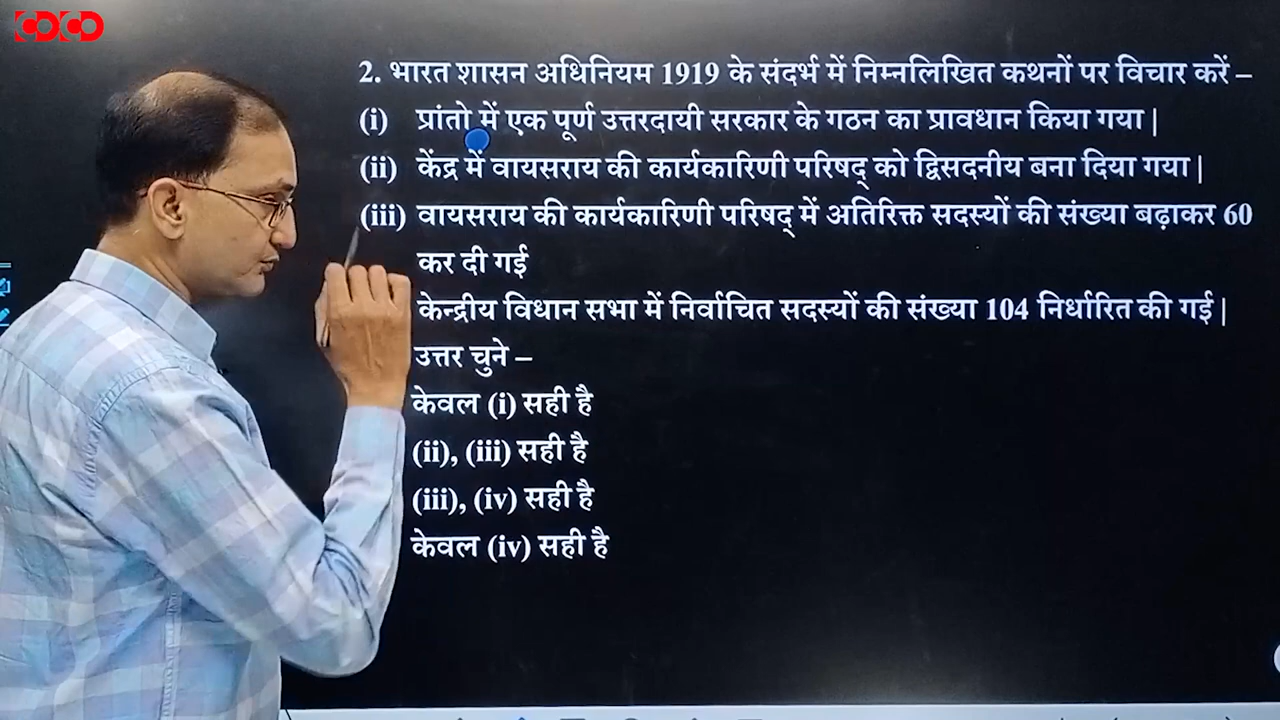 COCO
2. भारत शासन अधिनियम 1919 के संदर्भ में निम्नलिखित कथनों पर विचार करें –
(i) प्रांतो में एक पूर्ण उत्तरदायी सरकार के गठन का प्रावधान किया गया |
(ii) केंद्र में वायसराय की कार्यकारिणी परिषद् को द्विसदनीय बना दिया गया |
(iii) वायसराय की कार्यकारिणी परिषद् में अतिरिक्त सदस्यों की संख्या बढ़ाकर 60
कर दी गई
केन्द्रीय विधान सभा में निर्वाचित सदस्यों की संख्या 104 निर्धारित की गई |
उत्तर चुने –
केवल (i) सही है
(ii), (iii) सही है
(iii), (iv) सही है
केवल (iv) सही है